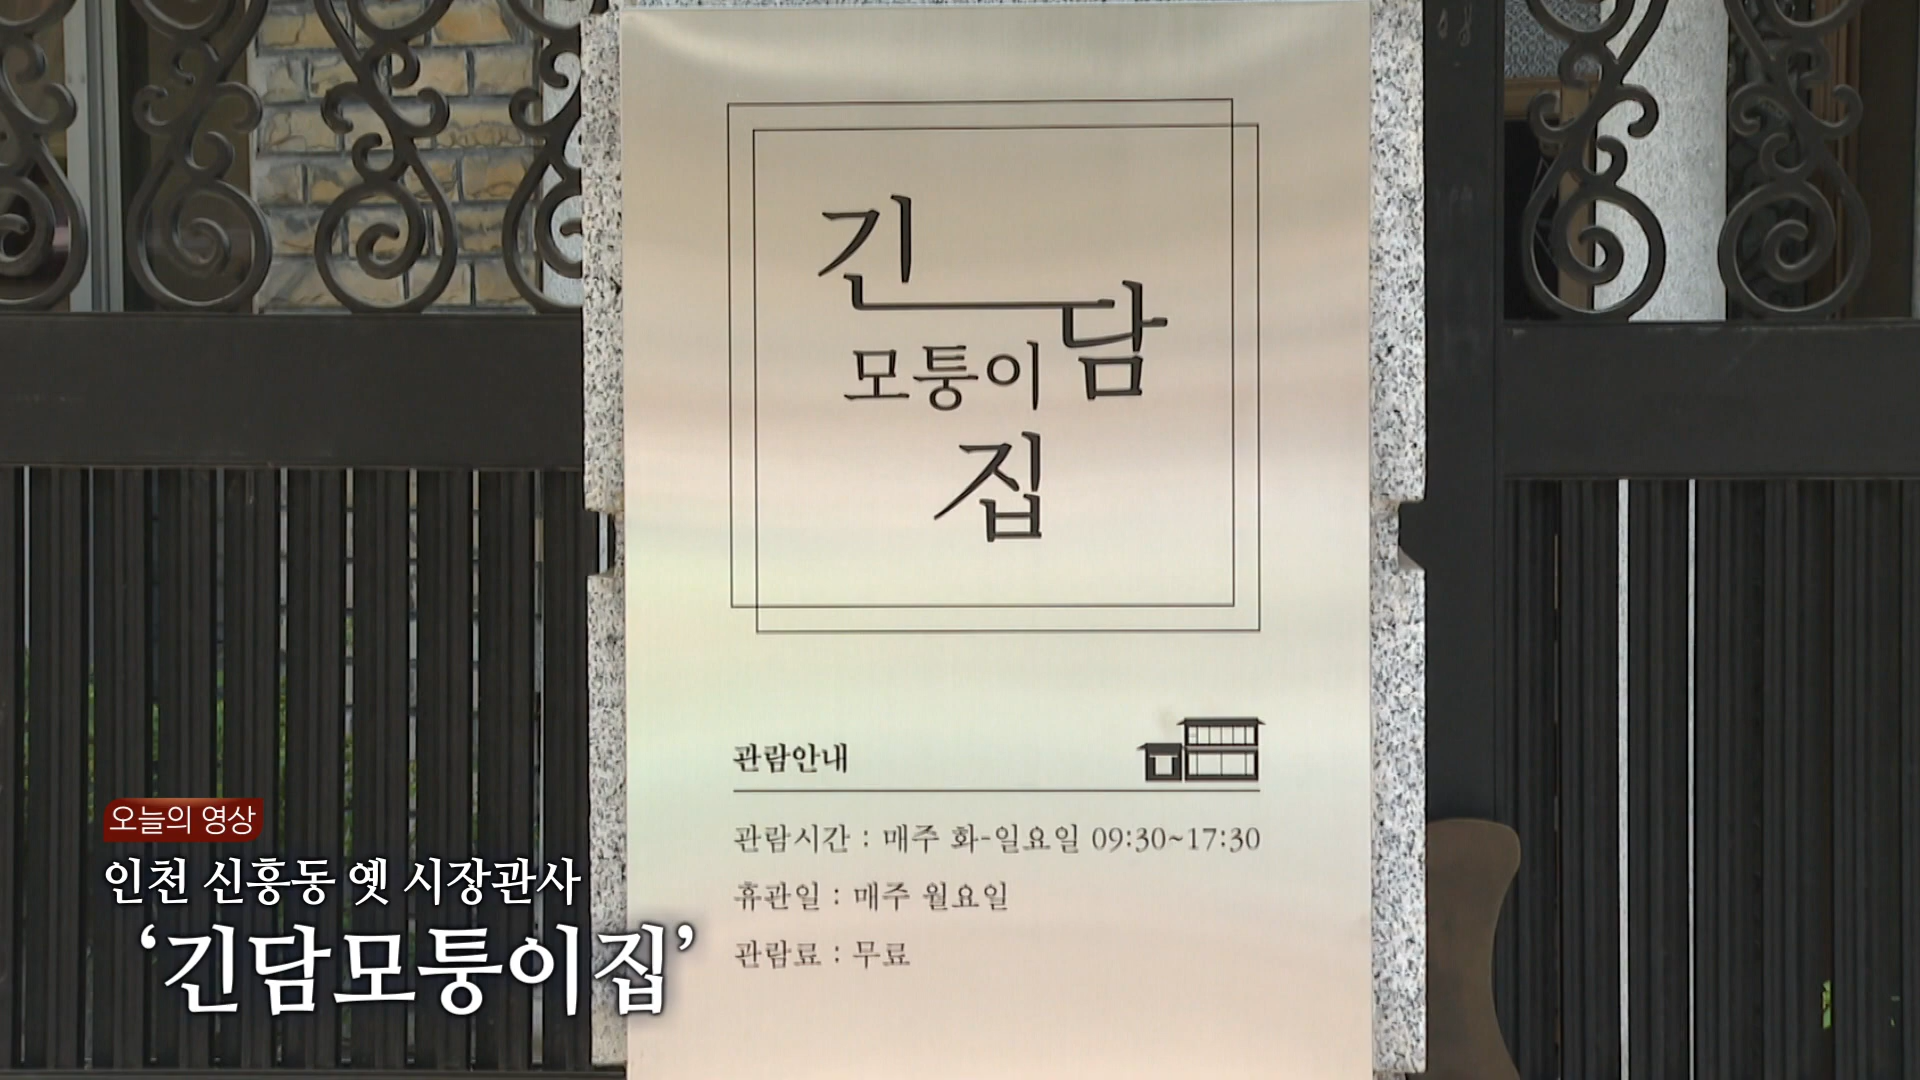 긴담
모퉁이
집
관람안내
관람시간 : 매주 화-일요일 09:30~17:30
휴관일 : 매주 월요일
관람료 : 무료
오늘의 영상
인천 신흥동 옛 시장관사
‘긴담모퉁이집’